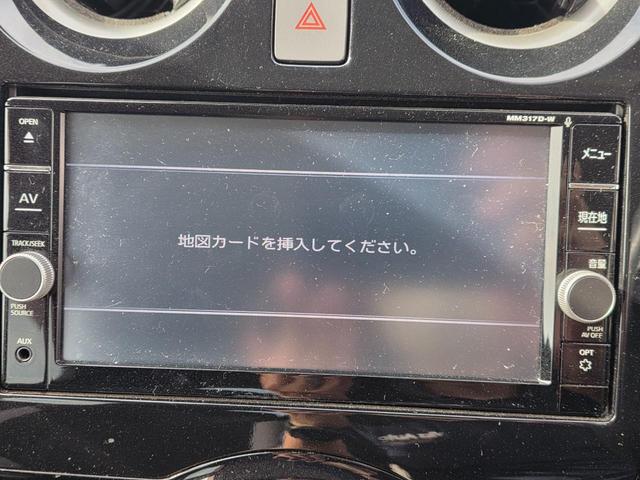 MM317D-W
OPEN
AV
TRACK/SEEK
PUSH
SOURCE
AUX
地図カードを挿入してください。
メニュー
現在地
音量
PUSH
AV OFF
OPT